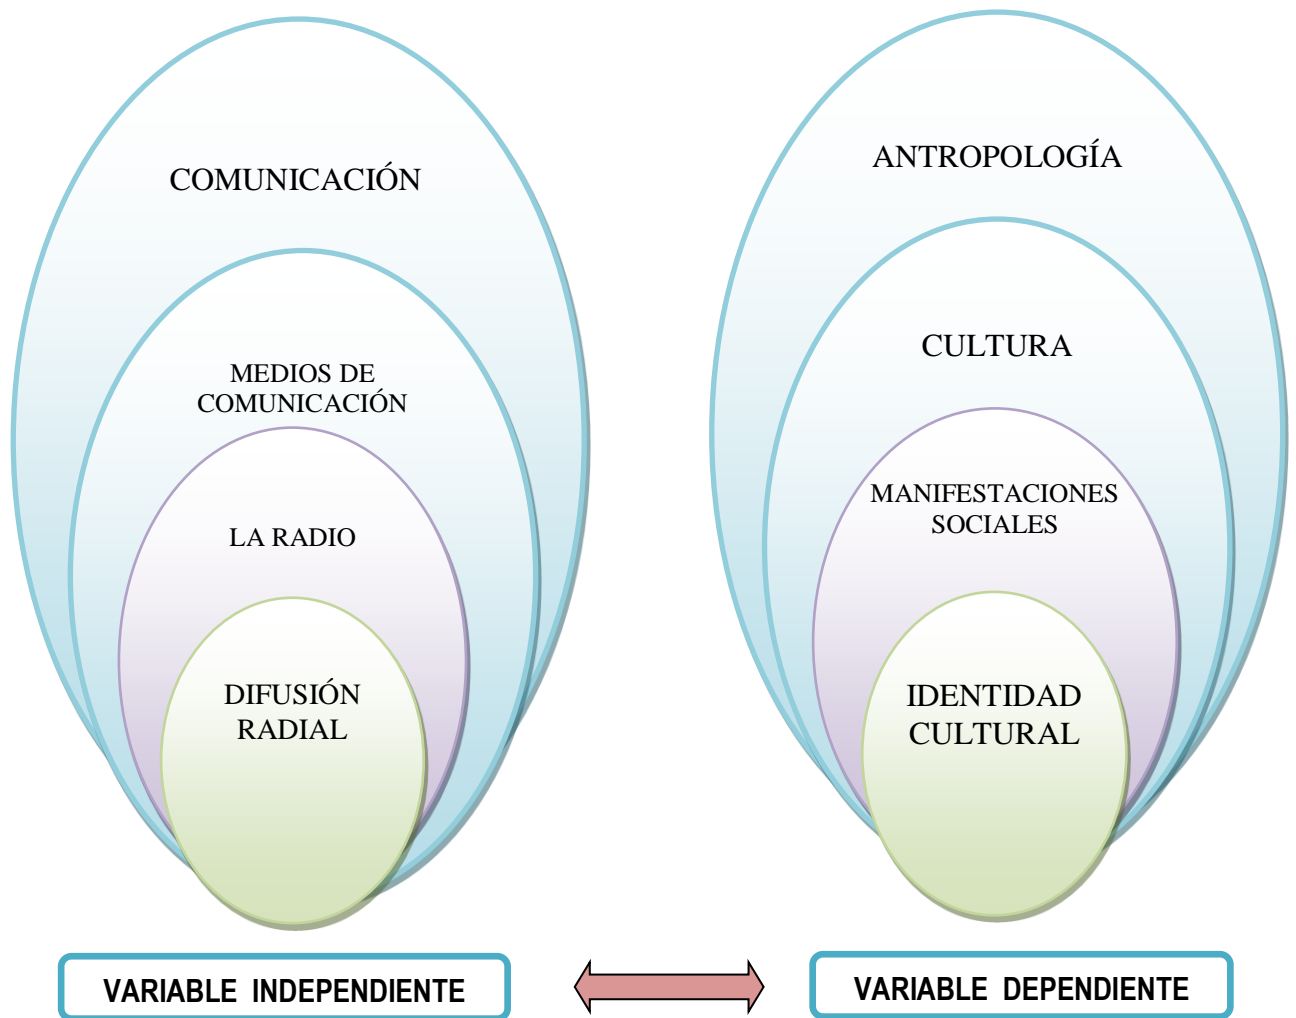 COMUNICACIÓN
MEDIOS DE
COMUNICACIÓN
LA RADIO
DIFUSIÓN
RADIAL
VARIABLE INDEPENDIENTE
ANTROPOLOGÍA
CULTURA
MANIFESTACIONES
SOCIALES
IDENTIDAD
CULTURAL
VARIABLE DEPENDIENTE